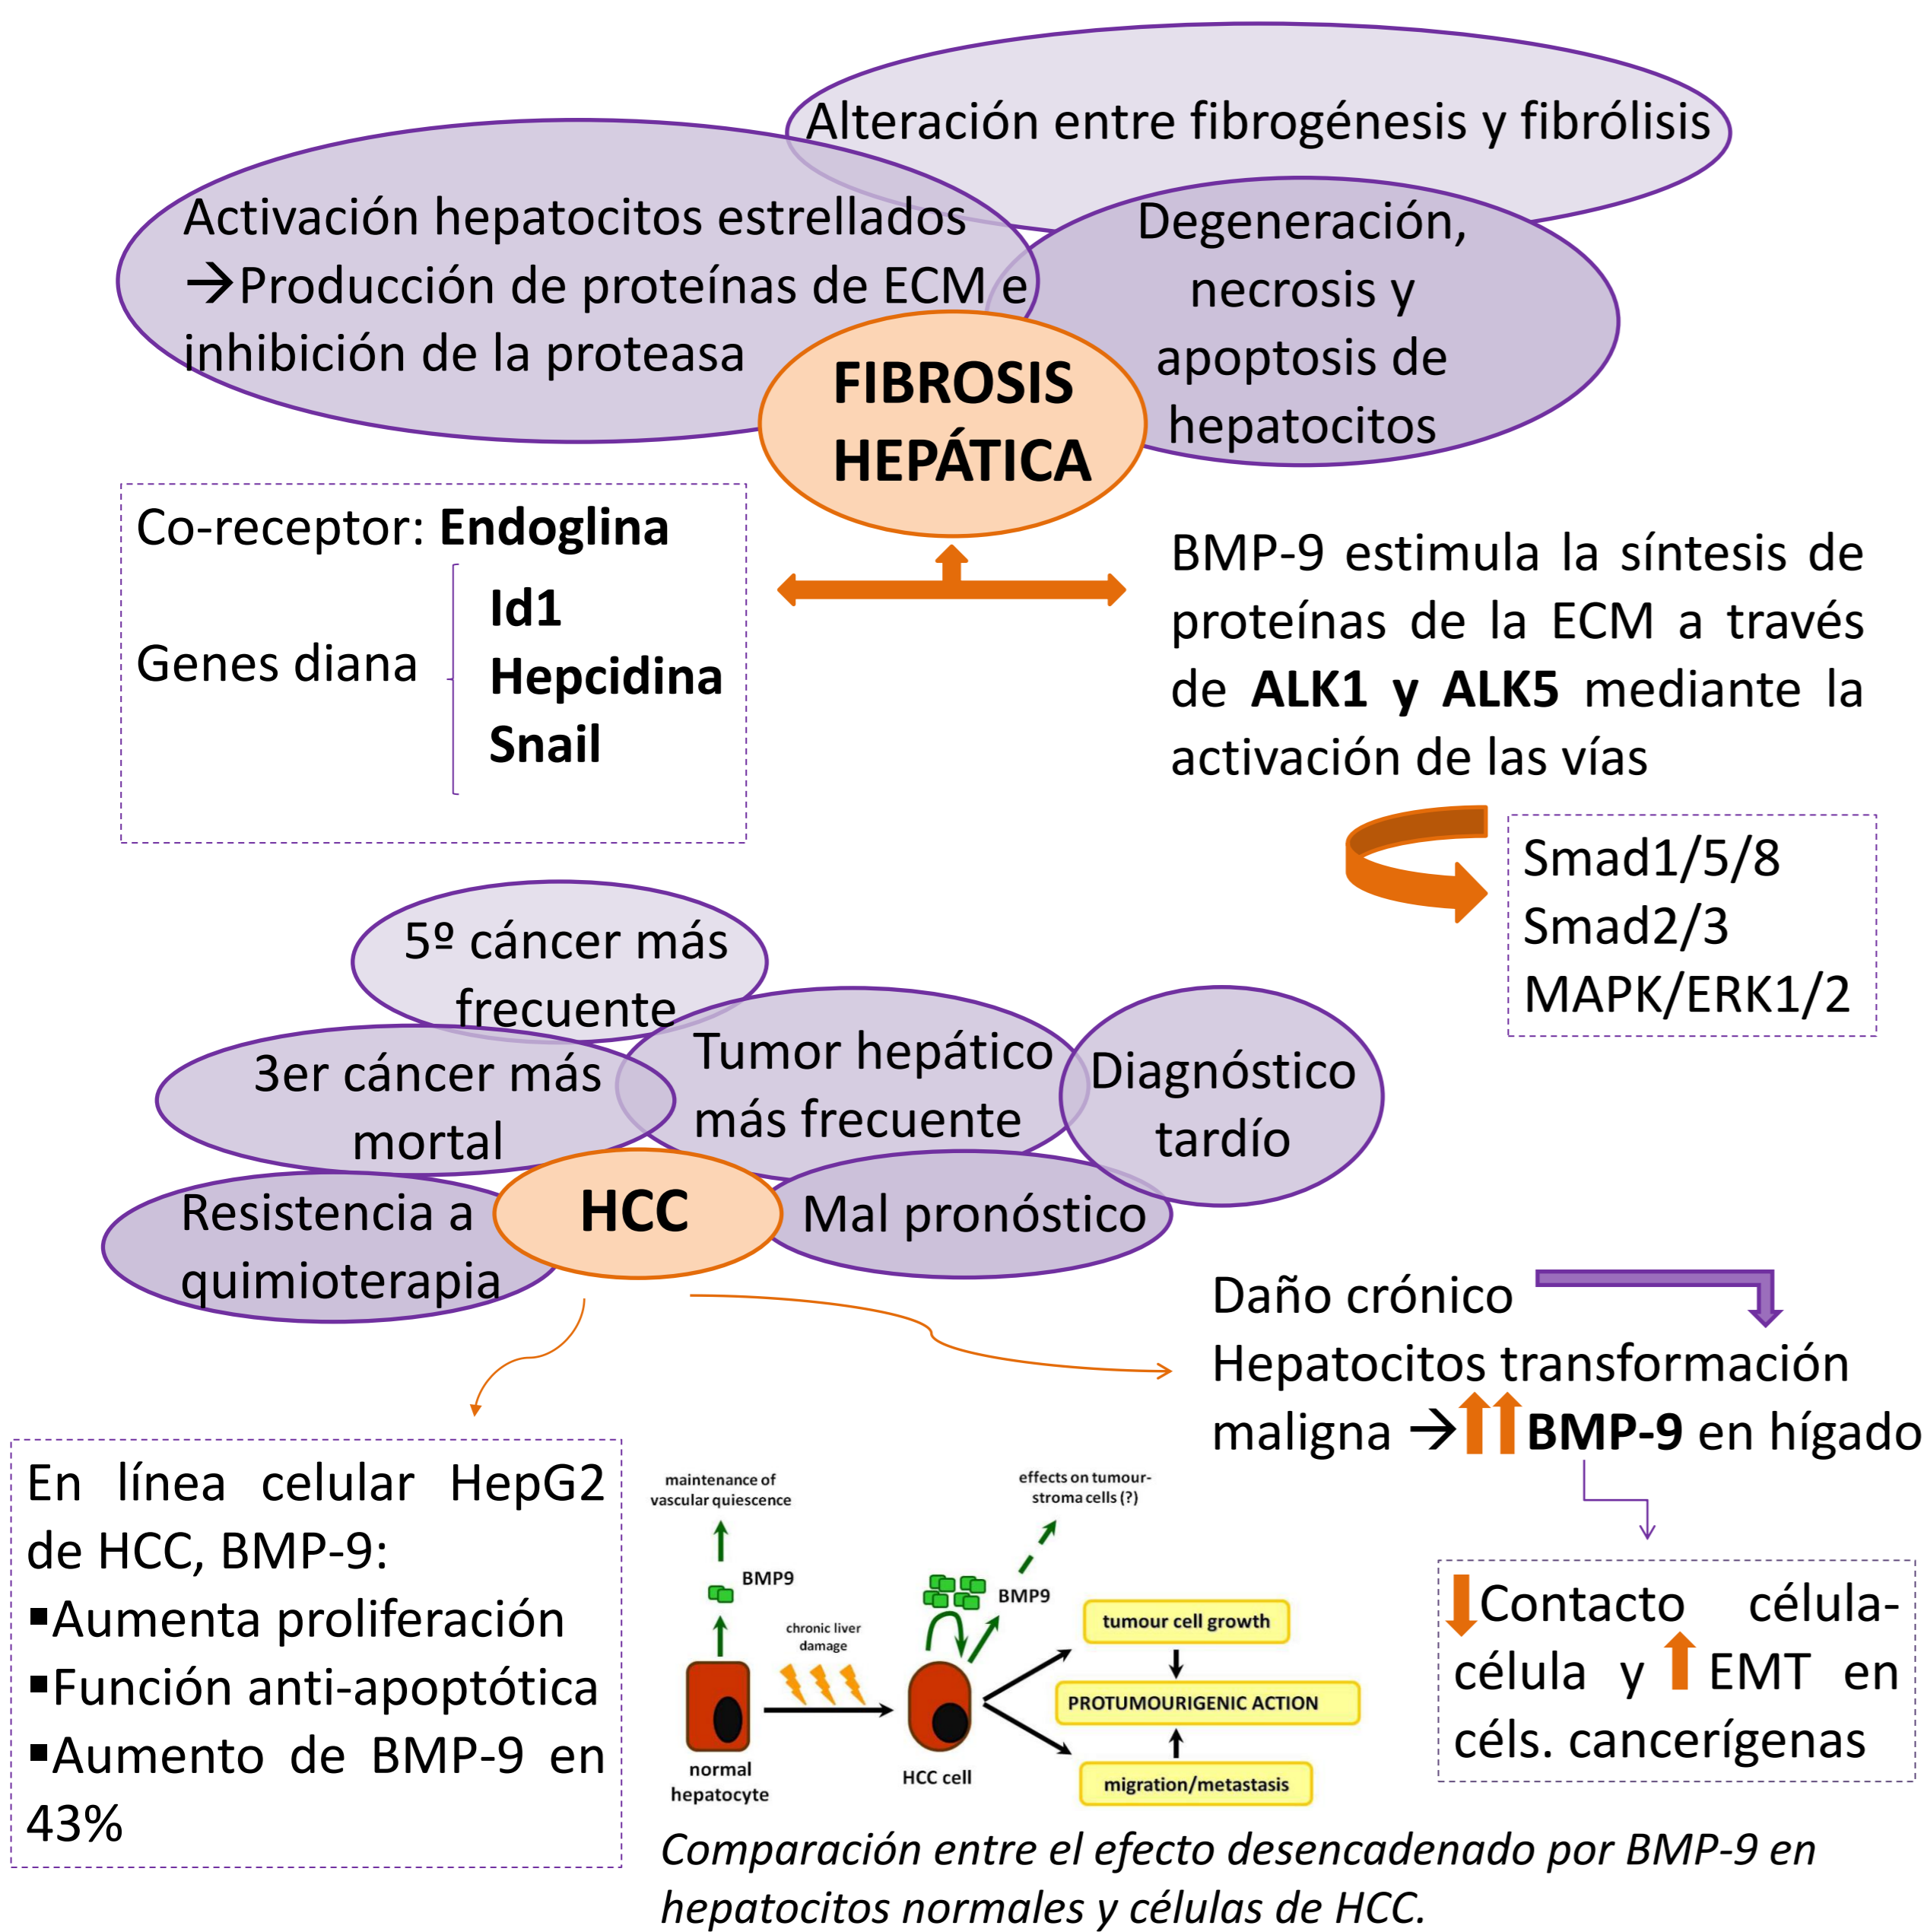 Alteración entre fibrogénesis y fibrólisis
Activación hepatocitos estrellados
→Producción de proteínas de ECM e
inhibición de la proteasa
Degeneración,
necrosis y
apoptosis de
hepatocitos
FIBROSIS
HEPÁTICA
Co-receptor: Endoglina
Genes diana
Id1
Hepcidina
Snail
BMP-9 estimula la síntesis de
proteínas de la ECM a través
de ALK1 y ALK5 mediante la
activación de las vías
Smad1/5/8
Smad2/3
MAPK/ERK1/2
5º cáncer más
frecuente
3er cáncer más
mortal
Tumor hepático
más frecuente
Diagnóstico
tardío
Resistencia a
quimioterapia
HCC
Mal pronóstico
Daño crónico
Hepatocitos transformación
maligna → BMP-9 en hígado
En línea celular HepG2
de HCC, BMP-9:
▪Aumenta proliferación
▪Función anti-apoptótica
▪Aumento de BMP-9 en
43%
maintenance of
vascular quiescence
BMP9
normal
hepatocyte
chronic liver
damage
effects on tumour-
stroma cells (?)
BMP9
HCC cell
tumour cell growth
PROTUMOURIGENIC ACTION
migration/metastasis
Contacto célula-
célula y EMT en
céls. cancerígenas
Comparación entre el efecto desencadenado por BMP-9 en
hepatocitos normales y células de HCC.